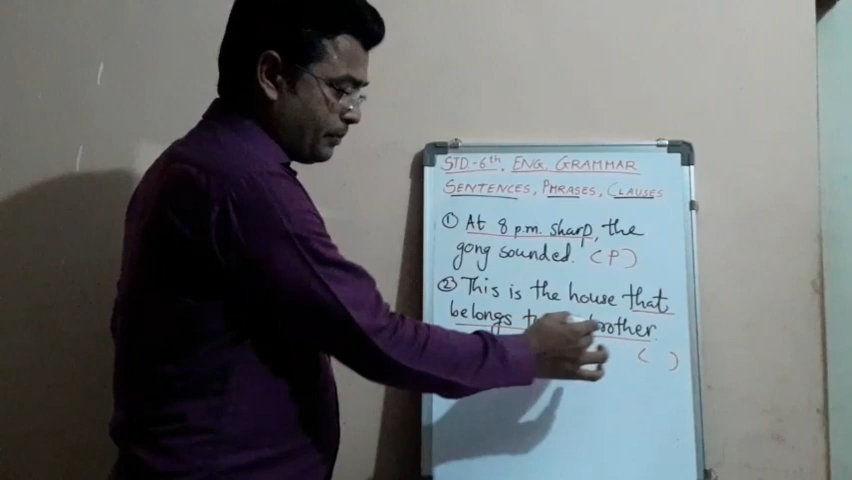 STD-6th, ENG. GRAMMAR
SENTENCES, PHRASES, CLAUSES
① At 8 p.m. sharp, the
gong sounded. (P)
② This is the house that
belongs brother.
( )